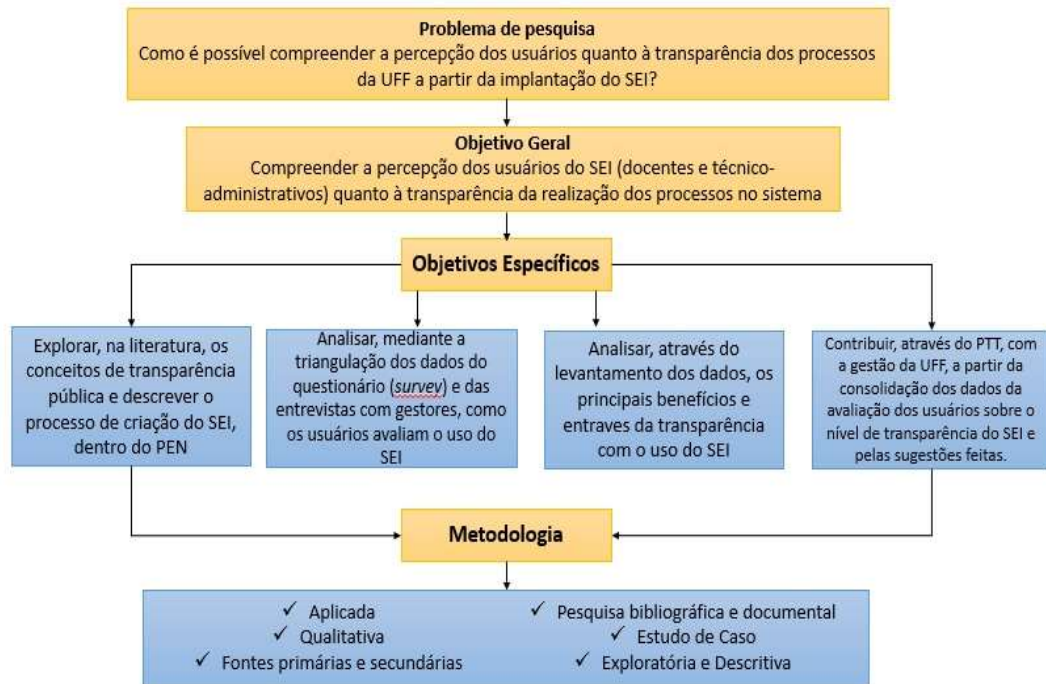 Problema de pesquisa
Como é possível compreender a percepção dos usuários quanto à transparência dos processos
da UFF a partir da implantação do SEI?
Objetivo Geral
Compreender a percepção dos usuários do SEI (docentes e técnico-
administrativos) quanto à transparência da realização dos processos no sistema
Objetivos Específicos
Explorar, na literatura, os
conceitos de transparência
pública e descrever o
processo de criação do SEI,
dentro do PEN
Analisar, mediante a
triangulação dos dados do
questionário (survey) e das
entrevistas com gestores, como
os usuários avaliam o uso do
SEI
Analisar, através do
levantamento dos dados, os
principais benefícios e
entraves da transparência
com o uso do SEI
Contribuir, através do PTT, com
a gestão da UFF, a partir da
consolidação dos dados da
avaliação dos usuários sobre o
nível de transparência do SEI e
pelas sugestões feitas.
Metodologia
✓ Aplicada
✓ Qualitativa
✓ Fontes primárias e secundárias
✓ Pesquisa bibliográfica e documental
✓ Estudo de Caso
✓ Exploratória e Descritiva